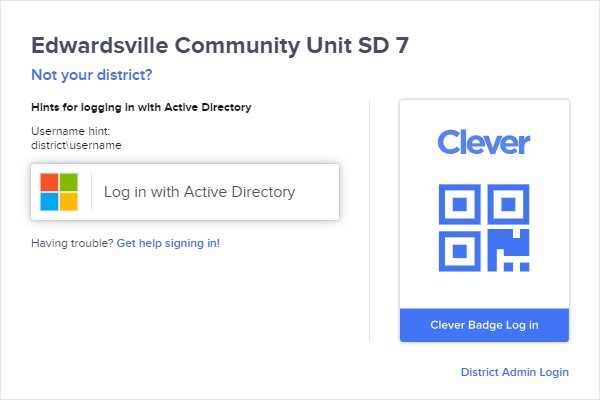 Edwardsville Community Unit SD 7
Not your district?
Hints for logging in with Active Directory
Username hint:
district\username
Log in with Active Directory
Having trouble? Get help signing in!
Clever
Clever Badge Log in
District Admin Login